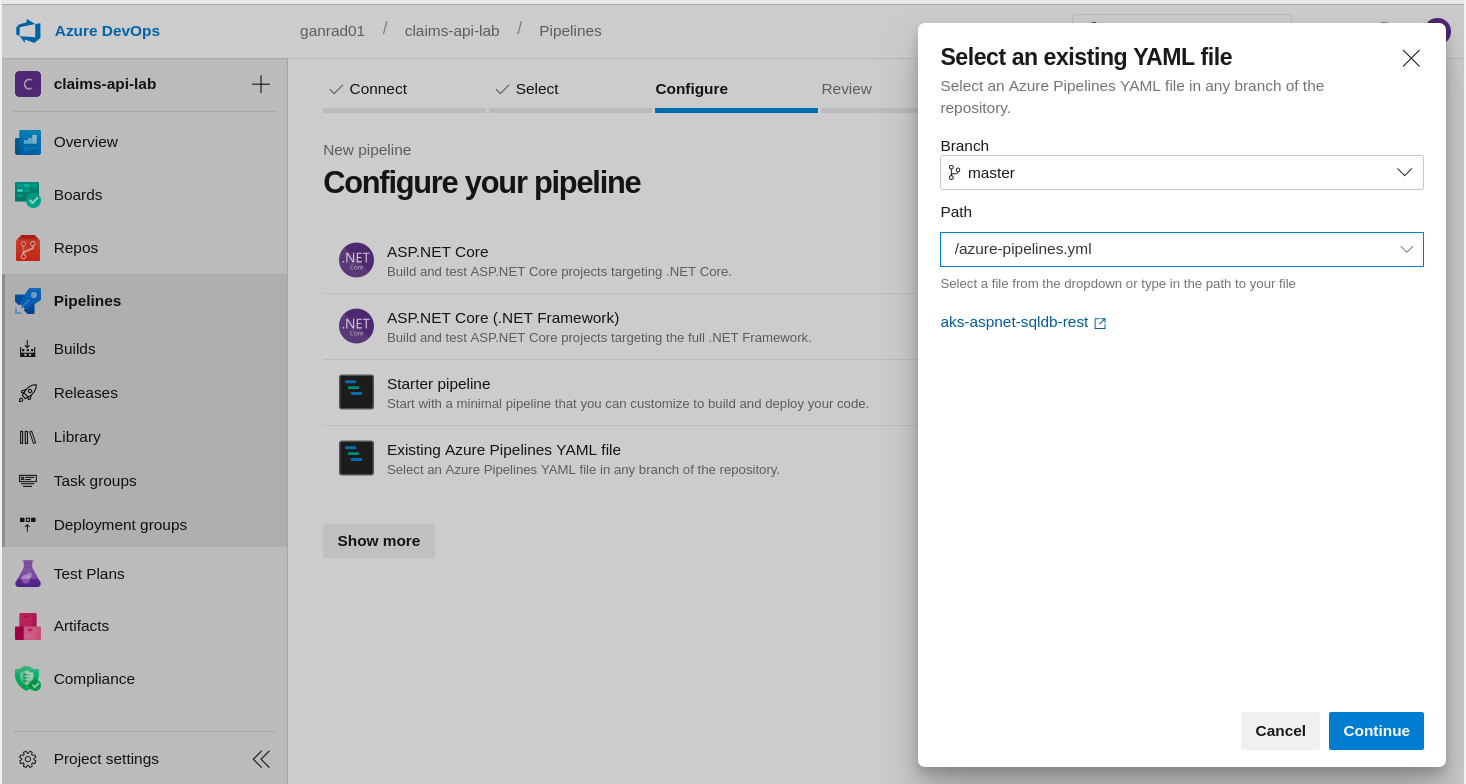 Azure DevOps
ganrad01 / claims-api-lab / Pipelines
C claims-api-lab
Overview
Boards
Repos
Pipelines
Builds
Releases
Library
Task groups
Deployment groups
Test Plans
Artifacts
Compliance
Project settings
Connect Select Configure Review
New pipeline
Configure your pipeline
.NET Core
ASP.NET Core
Build and test ASP.NET Core projects targeting .NET Core.
.NET Core
ASP.NET Core (.NET Framework)
Build and test ASP.NET Core projects targeting the full .NET Framework.
Starter pipeline
Start with a minimal pipeline that you can customize to build and deploy your code.
Existing Azure Pipelines YAML file
Select an Azure Pipelines YAML file in any branch of the repository.
Show more
Select an existing YAML file
Select an Azure Pipelines YAML file in any branch of the
repository.
Branch
master
Path
/azure-pipelines.yml
Select a file from the dropdown or type in the path to your file
aks-aspnet-sqldb-rest
Cancel Continue